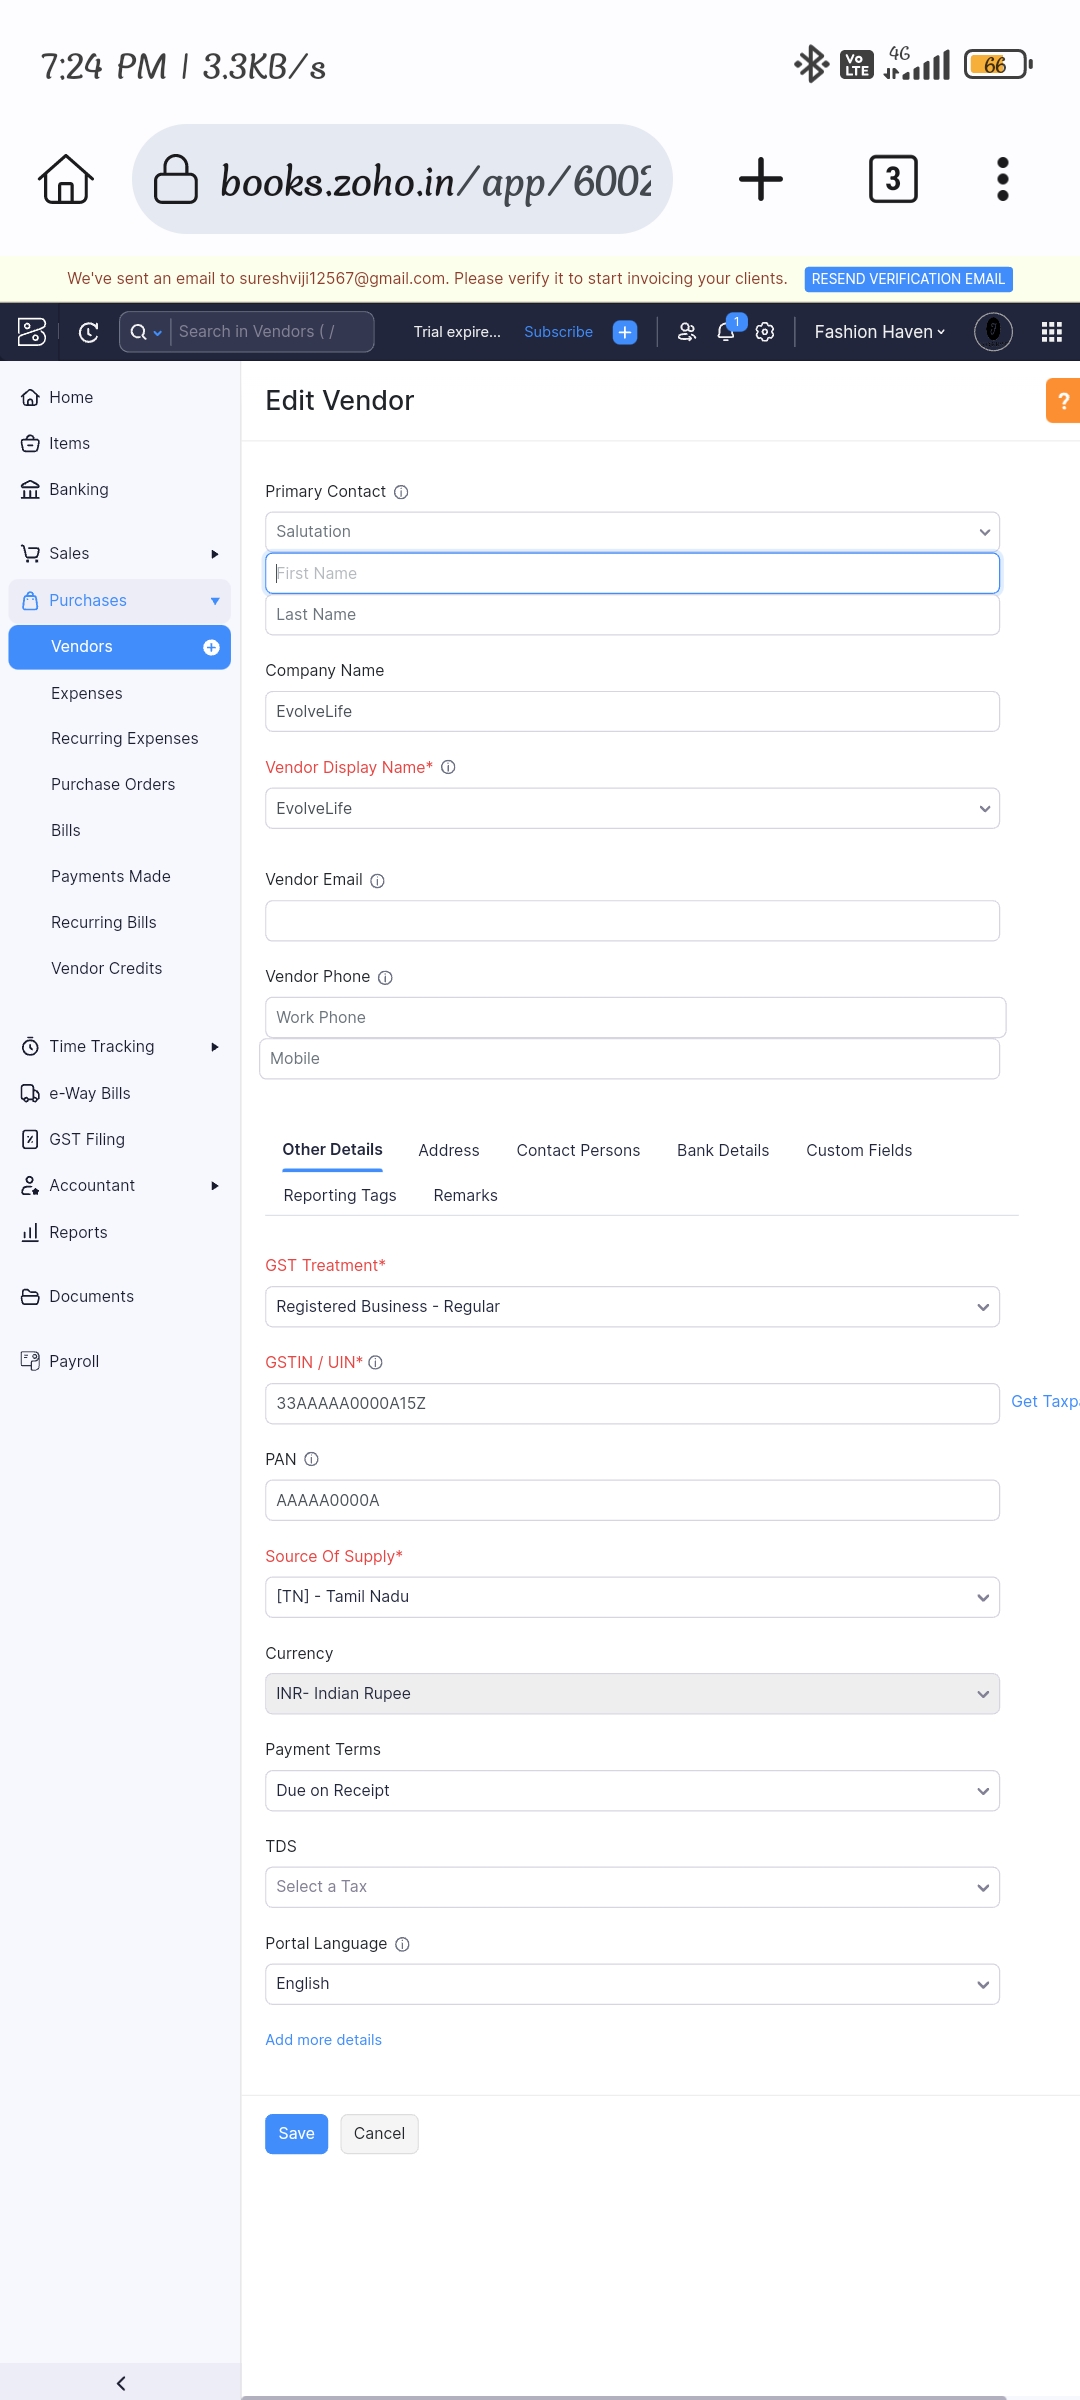 7:24 PM | 3.3KB/s
4G
Vo LTE
66
books.zoho.in/app/6002
3
We've sent an email to sureshviji12567@gmail.com. Please verify it to start invoicing your clients.
RESEND VERIFICATION EMAIL
Search in Vendors ( /
Trial expire...
Subscribe
1
Fashion Haven
Home
Items
Banking
Sales
Purchases
Vendors
Expenses
Recurring Expenses
Purchase Orders
Bills
Payments Made
Recurring Bills
Vendor Credits
Time Tracking
e-Way Bills
GST Filing
Accountant
Reports
Documents
Payroll
Edit Vendor
?
Primary Contact
Salutation
First Name
Last Name
Company Name
EvolveLife
Vendor Display Name*
EvolveLife
Vendor Email
Vendor Phone
Work Phone
Mobile
Other Details
Address
Contact Persons
Bank Details
Custom Fields
Reporting Tags
Remarks
GST Treatment*
Registered Business - Regular
GSTIN / UIN*
33AAAAA0000A15Z
Get Taxpa
PAN
AAAAA0000A
Source Of Supply*
[TN] - Tamil Nadu
Currency
INR- Indian Rupee
Payment Terms
Due on Receipt
TDS
Select a Tax
Portal Language
English
Add more details
Save
Cancel